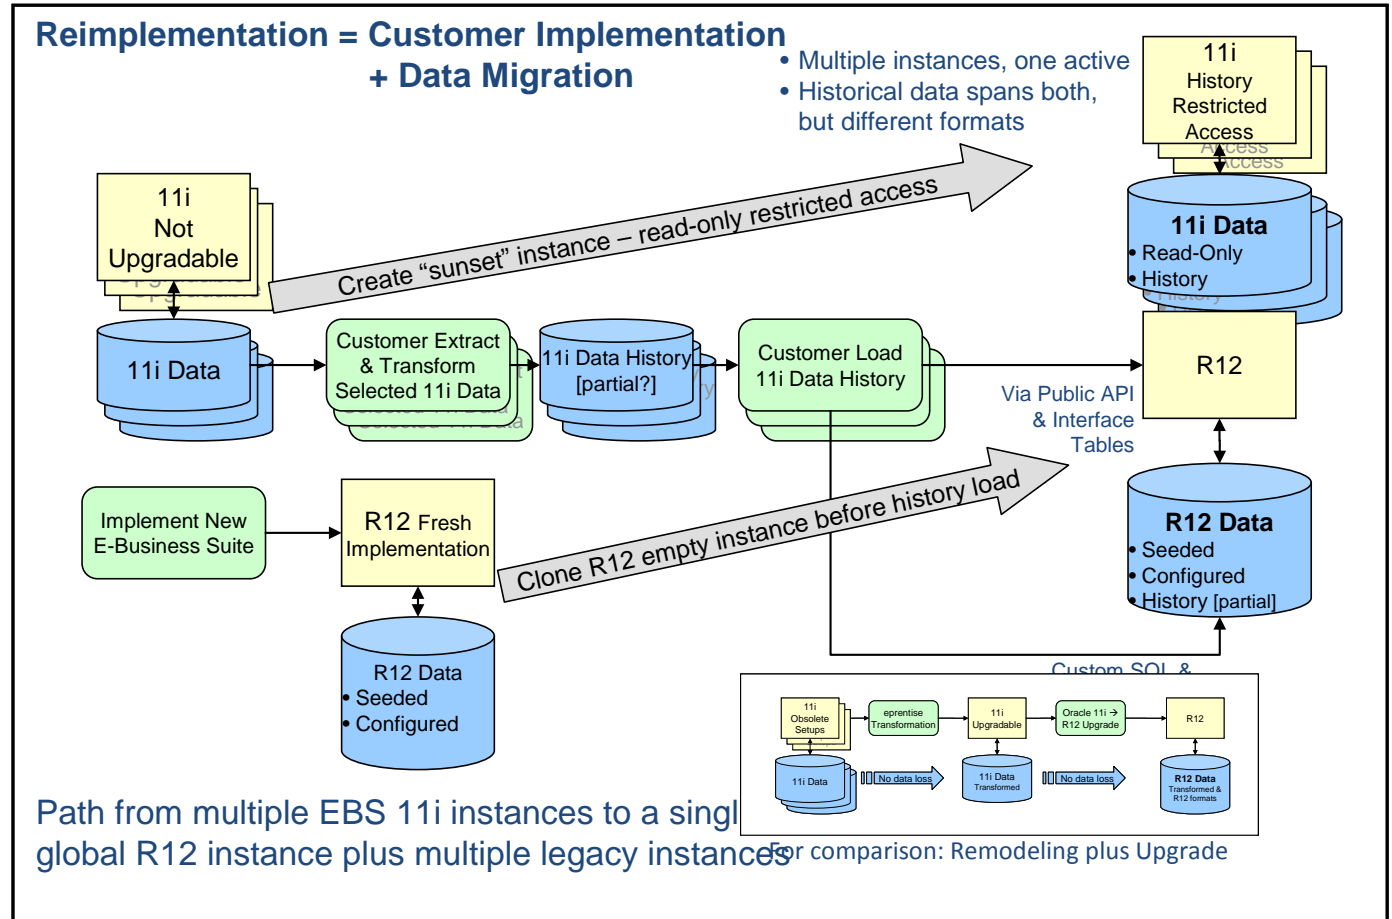 Reimplementation = Customer Implementation
+ Data Migration
• Multiple instances, one active
• Historical data spans both,
but different formats
11i
History
Restricted
Access
Access
Access
11i
Not
Upgradable
Create “sunset” instance – read-only restricted access
11i Data
• Read-Only
• History
11i Data
Customer Extract
& Transform
Selected 11i Data
11i Data History
[partial?]
Customer Load
11i Data History
Via Public API
& Interface
Tables
R12
Implement New
E-Business Suite
R12 Fresh
Implementation
Clone R12 empty instance before history load
R12 Data
• Seeded
• Configured
• History [partial]
R12 Data
• Seeded
• Configured
Custom SQL &
11i
Obsolete
Setups
eprentise
Transformation
11i
Upgradable
Oracle 11i →
R12 Upgrade
R12
11i Data
No data loss
11i Data
Transformed
No data loss
R12 Data
Transformed &
R12 formats
Path from multiple EBS 11i instances to a singl
global R12 instance plus multiple legacy instances
For comparison: Remodeling plus Upgrade